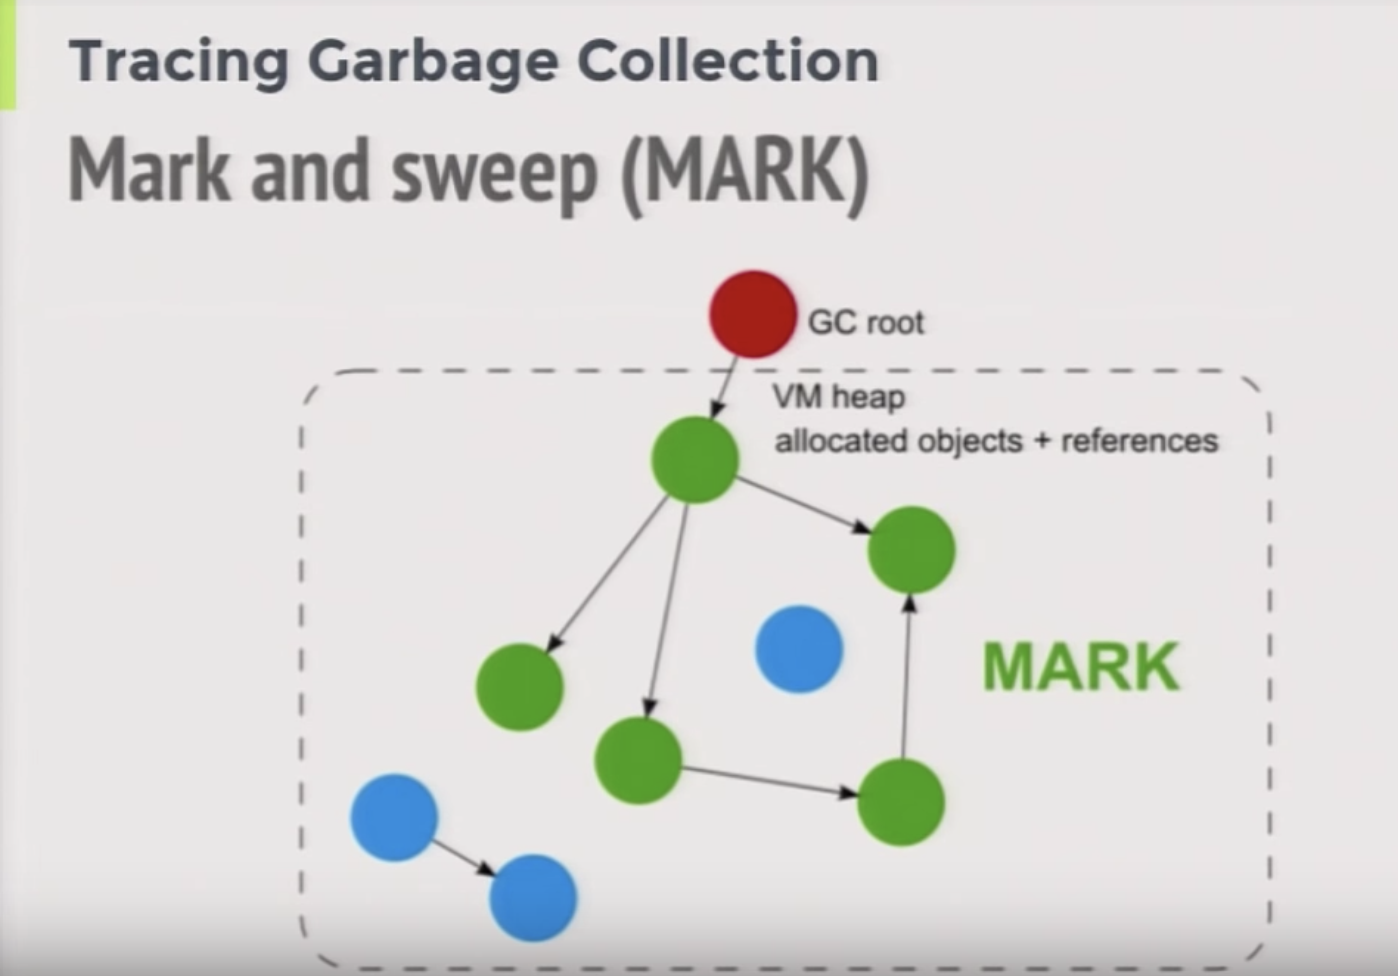 Tracing Garbage Collection
Mark and sweep (MARK)
GC root
VM heap
allocated objects + references
MARK